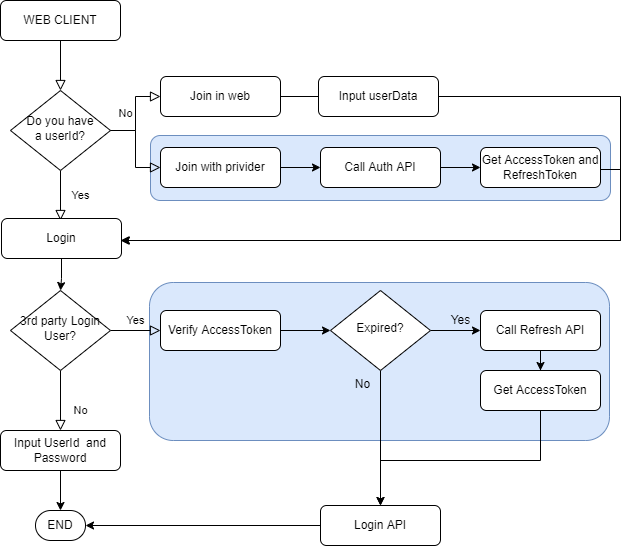 WEB CLIENT
Do you have
a userId?
No
Join in web
Input userData
Join with privider
Call Auth API
Get AccessToken and
RefreshToken
Yes
Login
3rd party Login
User?
Yes
Verify AccessToken
Expired?
Yes
Call Refresh API
No
Get AccessToken
No
Input UserId and
Password
END
Login API